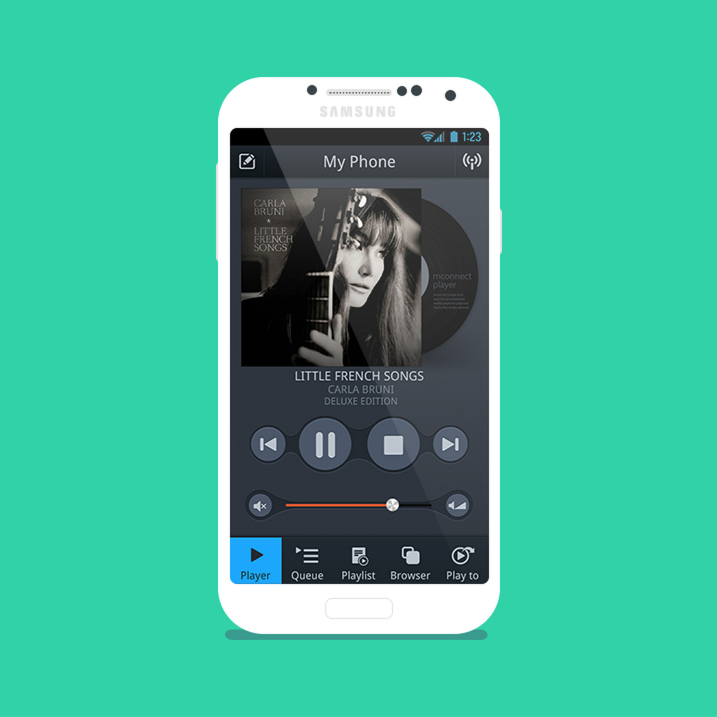 SAMSUNG
1:23
My Phone
CARLA
BRUNI
LITTLE
FRENCH
SONGS
mconnect
player
LITTLE FRENCH SONGS
CARLA BRUNI
DELUXE EDITION
Player
Queue
Playlist
Browser
Play to